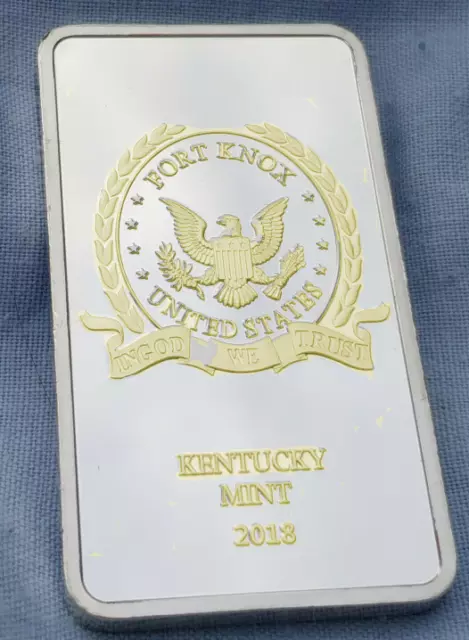 FORT KNOX
UNITED STATES
IN GOD WE TRUST
KENTUCKY
MINT
2018